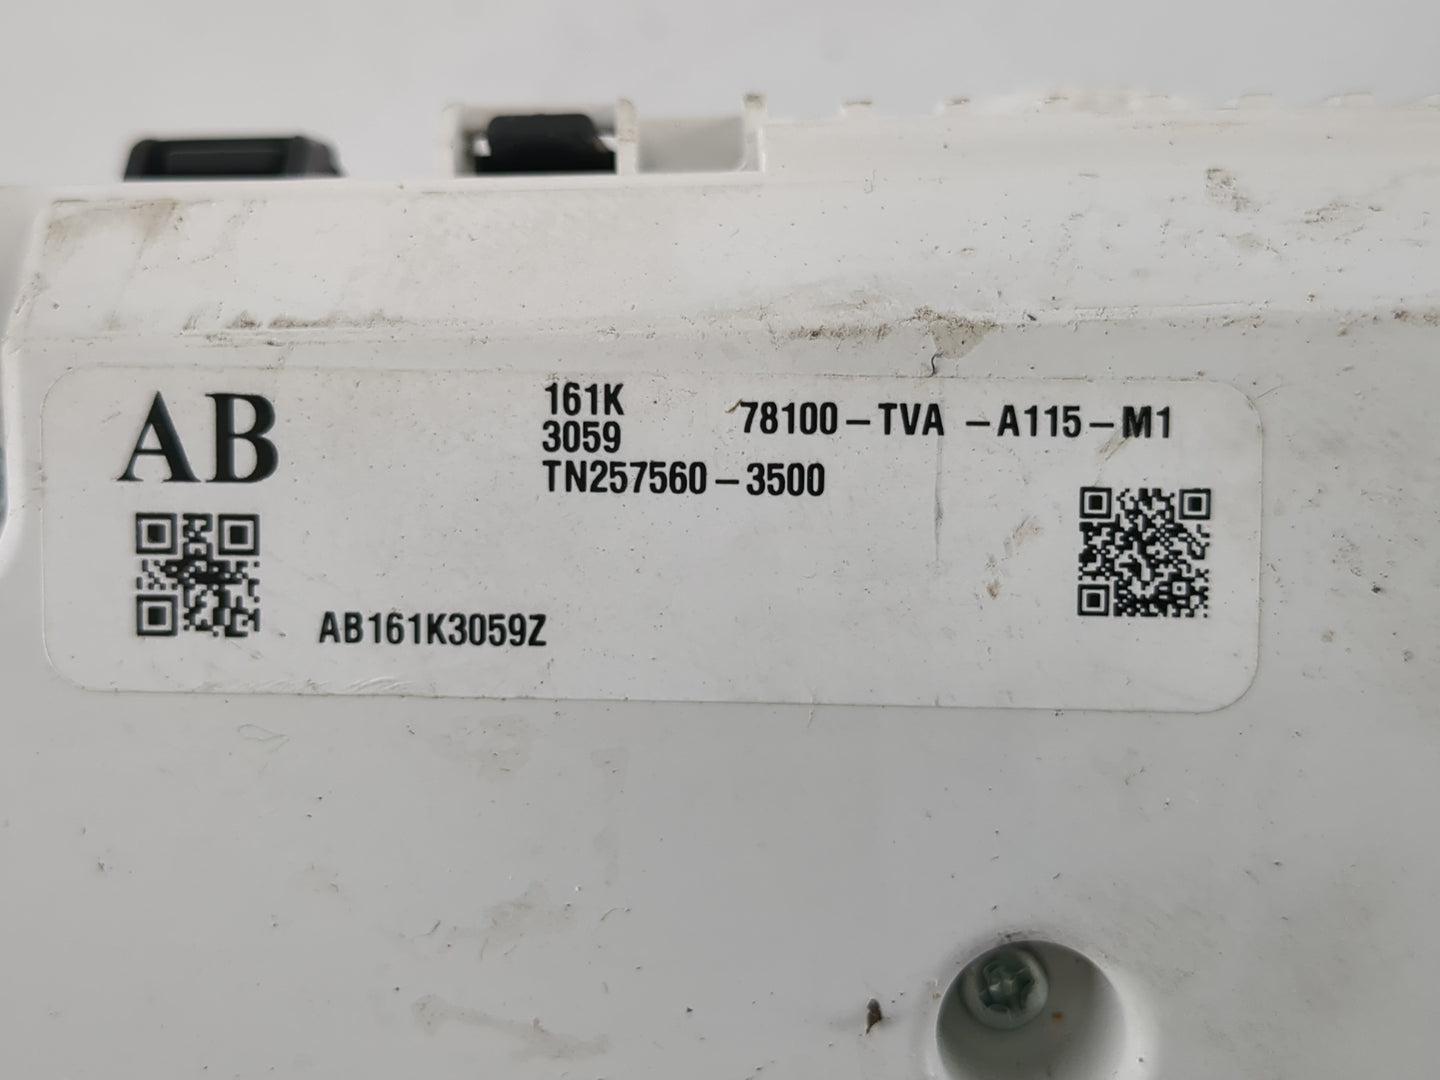 AB
161K
3059
TN257560-3500
78100-TVA -A115-M1
AB161K3059Z